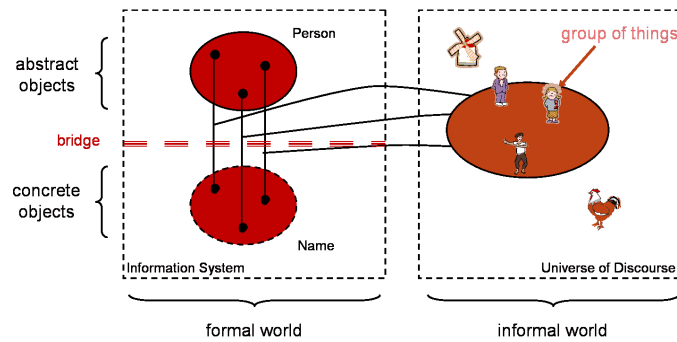 Person
group of things
abstract
objects
bridge
concrete
objects
Name
Information System
Universe of Discourse
formal world
informal world